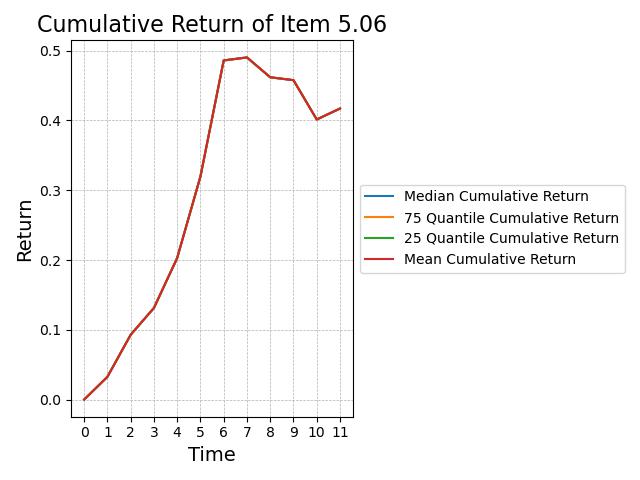 Cumulative Return of Item 5.06
Return
0.5
0.4
0.3
0.2
0.1
0.0
0 1 2 3 4 5 6 7 8 9 10 11
Time
Median Cumulative Return
75 Quantile Cumulative Return
25 Quantile Cumulative Return
Mean Cumulative Return